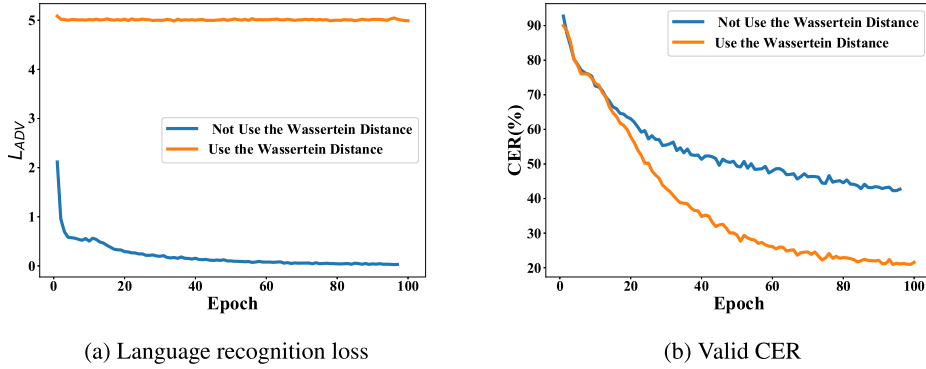 5
4
3
2
1
0
L_ADV
Not Use the Wassertein Distance
Use the Wassertein Distance
0
20
40
60
80
100
Epoch
(a) Language recognition loss
90
80
70
60
50
40
30
20
CER(%)
Not Use the Wassertein Distance
Use the Wassertein Distance
0
20
40
60
80
100
Epoch
(b) Valid CER